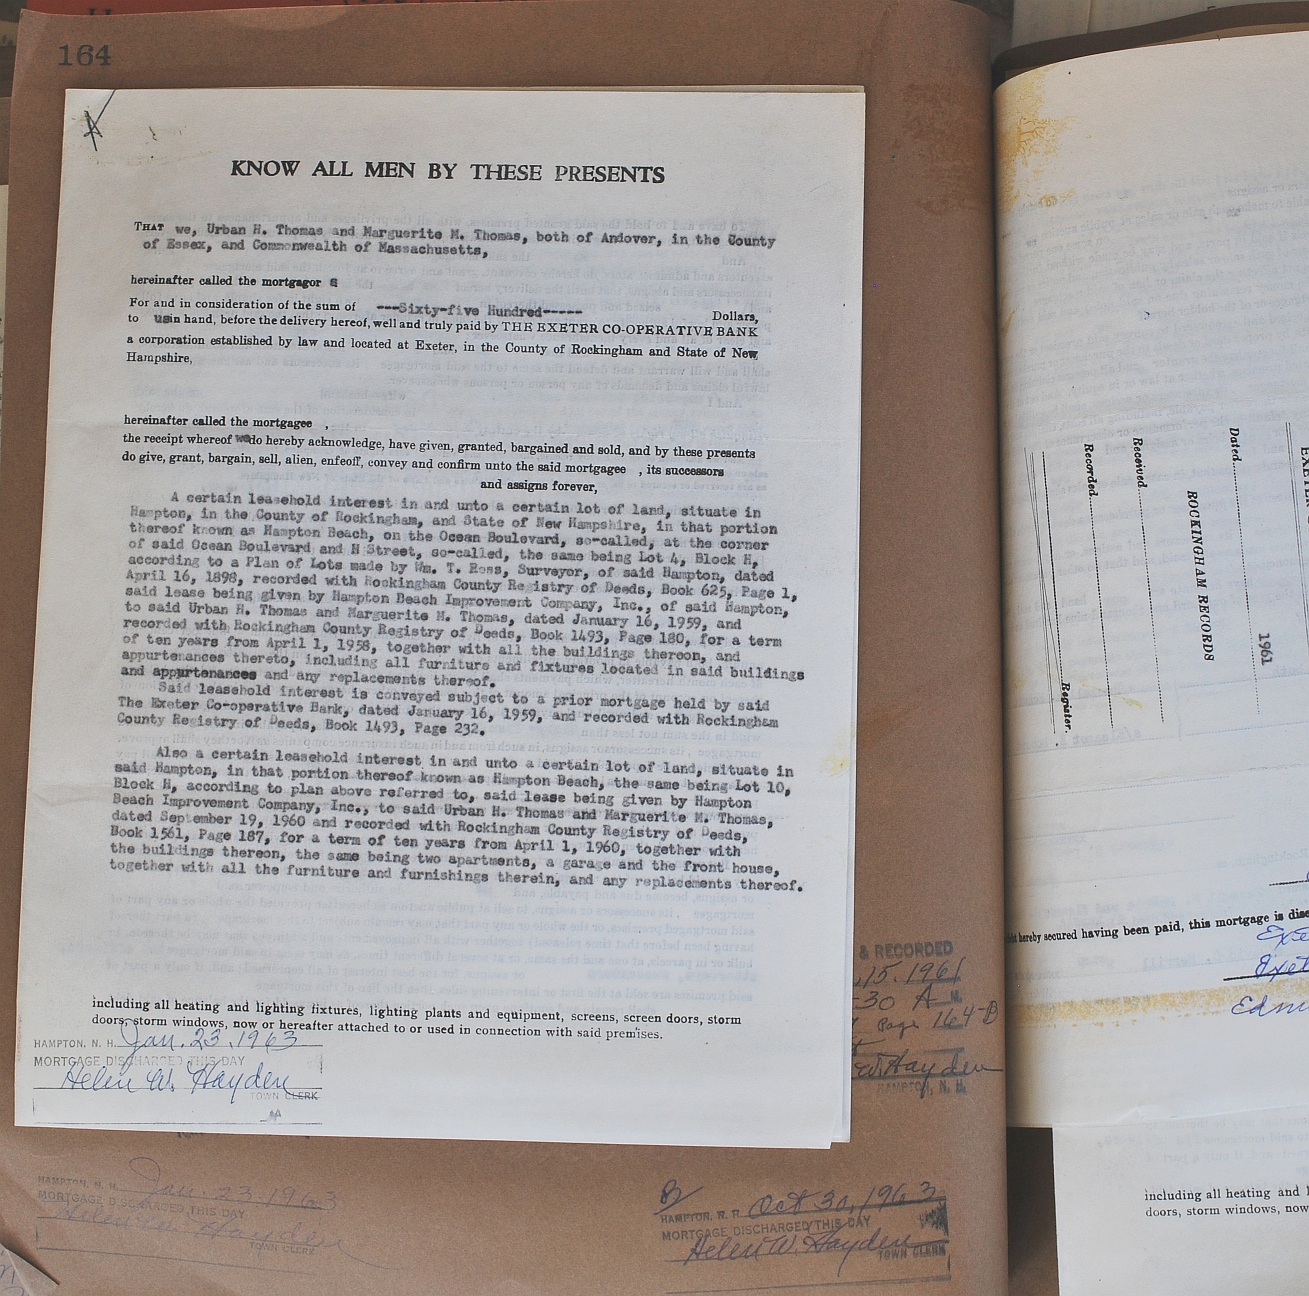 164
KNOW ALL MEN BY THESE PRESENTS
THAT we, Urban H. Thomas and Marguerite M. Thomas, both of Andover, in the County
of Essex, and Commonwealth of Massachusetts,
hereinafter called the mortgagor s
For and in consideration of the sum of ---Sixty-five Hundred----- Dollars,
to us in hand, before the delivery hereof, well and truly paid by THE EXETER CO-OPERATIVE BANK
a corporation established by law and located at Exeter, in the County of Rockingham and State of New
Hampshire,
hereinafter called the mortgagee ,
the receipt whereof we do hereby acknowledge, have given, granted, bargained and sold, and by these presents
do give, grant, bargain, sell, alien, enfeoff, convey and confirm unto the said mortgagee , its successors
and assigns forever,
A certain leasehold interest in and unto a certain lot of land, situate in
Hampton, in the County of Rockingham, and State of New Hampshire, in that portion
thereof known as Hampton Beach, on the Ocean Boulevard, so-called, at the corner
of said Ocean Boulevard and H Street, so-called, the same being Lot 4, Block H,
according to a Plan of Lots made by Wm. T. Ross, Surveyor, of said Hampton, dated
April 16, 1898, recorded with Rockingham County Registry of Deeds, Book 625, Page 1,
said lease being given by Hampton Beach Improvement Company, Inc., of said Hampton,
to said Urban H. Thomas and Marguerite M. Thomas, dated January 16, 1959, and
recorded with Rockingham County Registry of Deeds, Book 1493, Page 180, for a term
of ten years from April 1, 1958, together with all the buildings thereon, and
appurtenances thereto, including all furniture and fixtures located in said buildings
and appurtenances and any replacements thereof.
Said leasehold interest is conveyed subject to a prior mortgage held by said
The Exeter Co-operative Bank, dated January 16, 1959, and recorded with Rockingham
County Registry of Deeds, Book 1493, Page 232.
Also a certain leasehold interest in and unto a certain lot of land, situate in
said Hampton, in that portion thereof known as Hampton Beach, the same being Lot 10,
Block H, according to plan above referred to, said lease being given by Hampton
Beach Improvement Company, Inc., to said Urban H. Thomas and Marguerite M. Thomas,
dated September 19, 1960 and recorded with Rockingham County Registry of Deeds,
Book 1561, Page 187, for a term of ten years from April 1, 1960, together with
the buildings thereon, the same being two apartments, a garage and the front house,
together with all the furniture and furnishings therein, and any replacements thereof.
including all heating and lighting fixtures, lighting plants and equipment, screens, screen doors, storm
doors, storm windows, now or hereafter attached to or used in connection with said premises.
HAMPTON, N. H. Jan. 23, 1963
MORTGAGE DISCHARGED THIS DAY
Helen W. Hayden
TOWN CLERK
& RECORDED
15. 1961
30 A M.
Page 164-B
W. Hayden
HAMPTON, N. H.
HAMPTON, N. H. Jan. 23, 1963
MORTGAGE DISCHARGED THIS DAY
Helen W. Hayden
TOWN CLERK
HAMPTON, N. H. Oct 30, 1963
MORTGAGE DISCHARGED THIS DAY
Helen W. Hayden
TOWN CLERK
Dated 1961
ROCKINGHAM RECORDS
Received
Recorded
Register.
hereby secured having been paid, this mortgage is
including all heating and
doors, storm windows, now